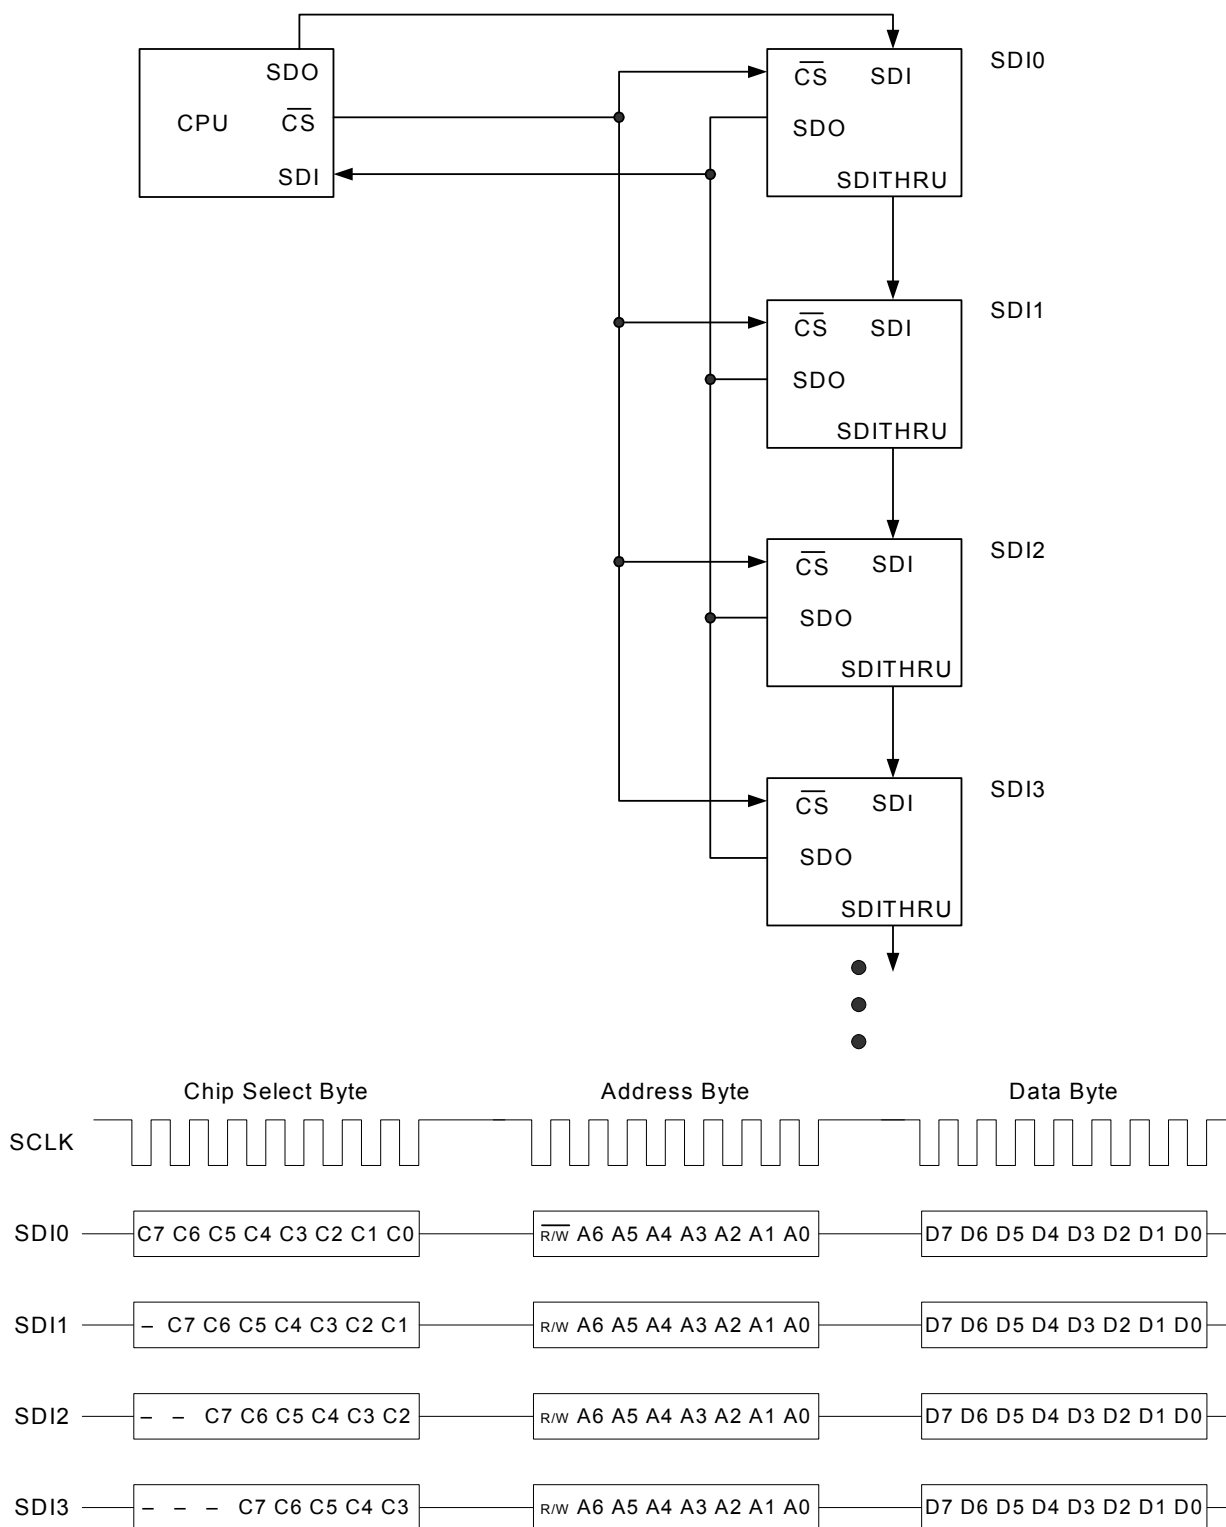 SDO
CPU
CS
SDI
CS SDI
SDO
SDITHRU
SDI0
CS SDI
SDO
SDITHRU
SDI1
CS SDI
SDO
SDITHRU
SDI2
CS SDI
SDO
SDITHRU
SDI3
Chip Select Byte Address Byte Data Byte
SCLK
SDI0 C7 C6 C5 C4 C3 C2 C1 C0 R/W A6 A5 A4 A3 A2 A1 A0 D7 D6 D5 D4 D3 D2 D1 D0
SDI1 – C7 C6 C5 C4 C3 C2 C1 R/W A6 A5 A4 A3 A2 A1 A0 D7 D6 D5 D4 D3 D2 D1 D0
SDI2 – – C7 C6 C5 C4 C3 C2 R/W A6 A5 A4 A3 A2 A1 A0 D7 D6 D5 D4 D3 D2 D1 D0
SDI3 – – – C7 C6 C5 C4 C3 R/W A6 A5 A4 A3 A2 A1 A0 D7 D6 D5 D4 D3 D2 D1 D0